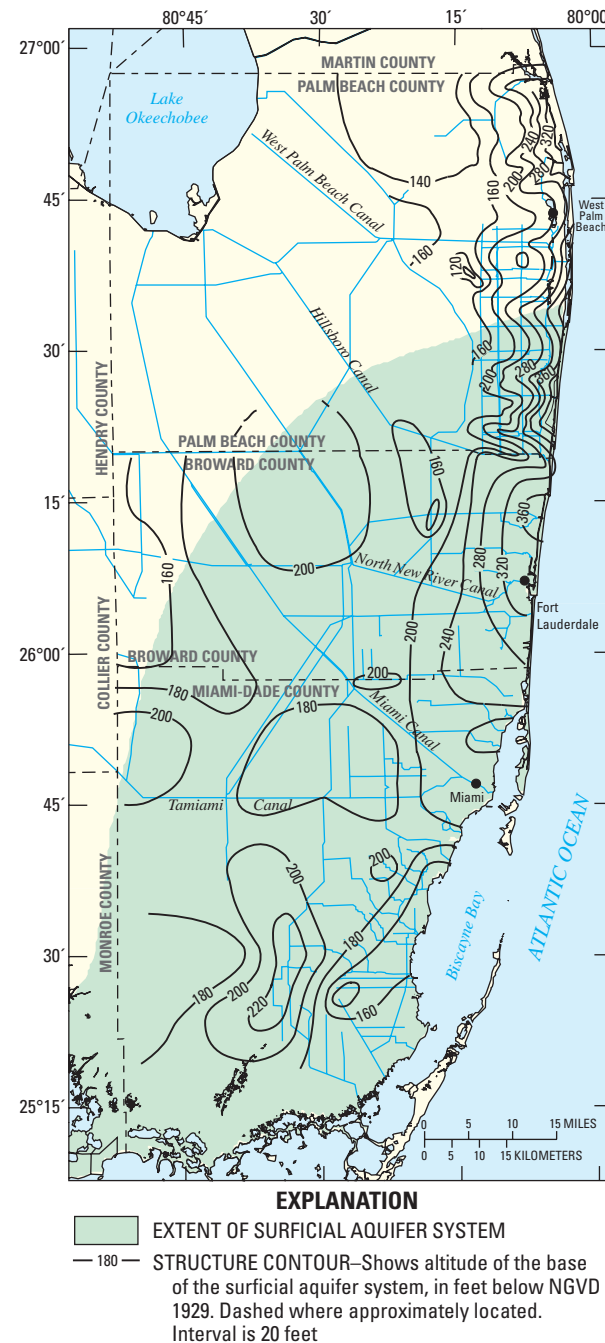 80°45´ 30´ 15´ 80°00´
27°00´
MARTIN COUNTY
PALM BEACH COUNTY
Lake
Okeechobee
West Palm Beach Canal
240
320
200
280
140
160
45´
West
Palm
Beach
-160
120
Hillsboro Canal
30´
-160
200
280
360
HENDRY COUNTY
PALM BEACH COUNTY
BROWARD COUNTY
160
15´
360
200
280
320
North New River Canal
160
Fort
Lauderdale
200
240
26°00´
BROWARD COUNTY
COLLIER COUNTY
180
MIAMI-DADE COUNTY
200
200
180
Miami Canal
45´
Tamiami Canal
Miami
ATLANTIC OCEAN
MONROE COUNTY
200
200
Biscayne Bay
180
30´
180
200
220
160
25°15´
0 5 10 15 MILES
0 5 10 15 KILOMETERS
EXPLANATION
EXTENT OF SURFICIAL AQUIFER SYSTEM
— 180 — STRUCTURE CONTOUR–Shows altitude of the base
of the surficial aquifer system, in feet below NGVD
1929. Dashed where approximately located.
Interval is 20 feet